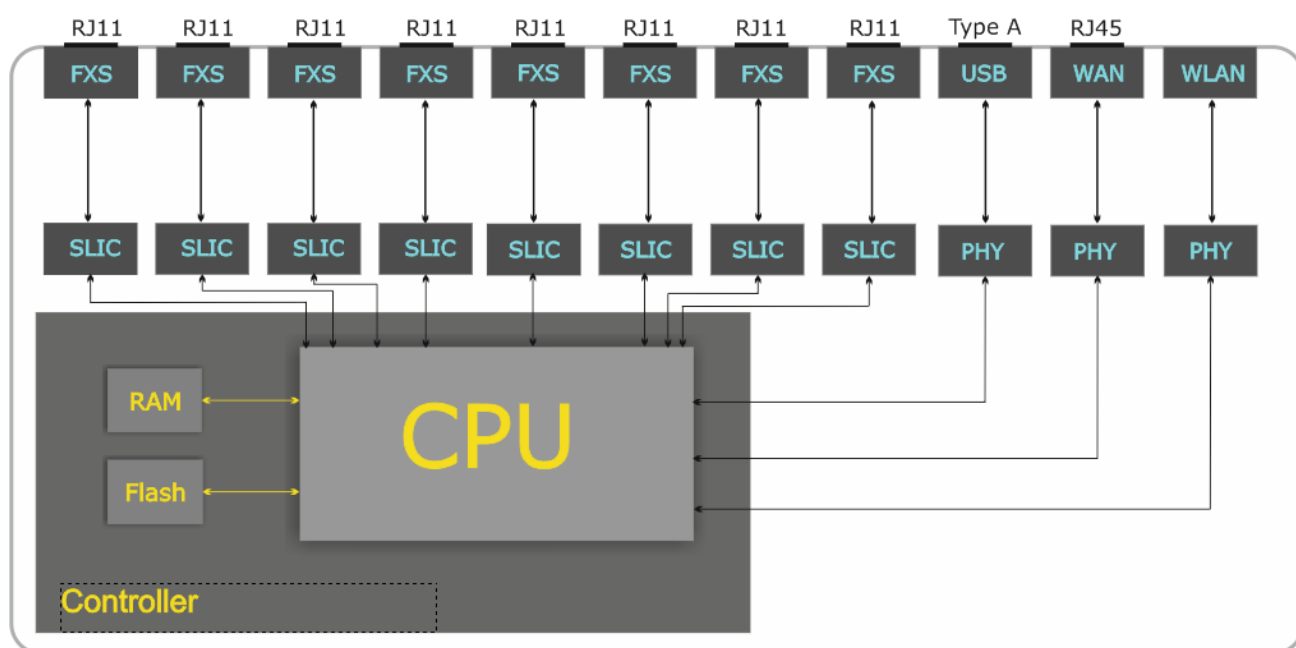 RJ11 RJ11 RJ11 RJ11 RJ11 RJ11 RJ11 RJ11 Type A RJ45
FXS FXS FXS FXS FXS FXS FXS FXS USB WAN WLAN
SLIC SLIC SLIC SLIC SLIC SLIC SLIC SLIC PHY PHY PHY
RAM
CPU
Flash
Controller